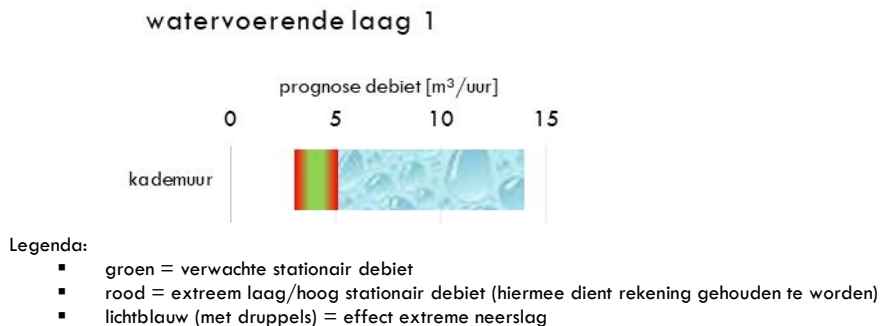 watervoerende laag 1
prognose debiet [m³/uur]
0 5 10 15
kademuur
Legenda:
▪ groen = verwachte stationair debiet
▪ rood = extreem laag/hoog stationair debiet (hiermee dient rekening gehouden te worden)
▪ lichtblauw (met druppels) = effect extreme neerslag